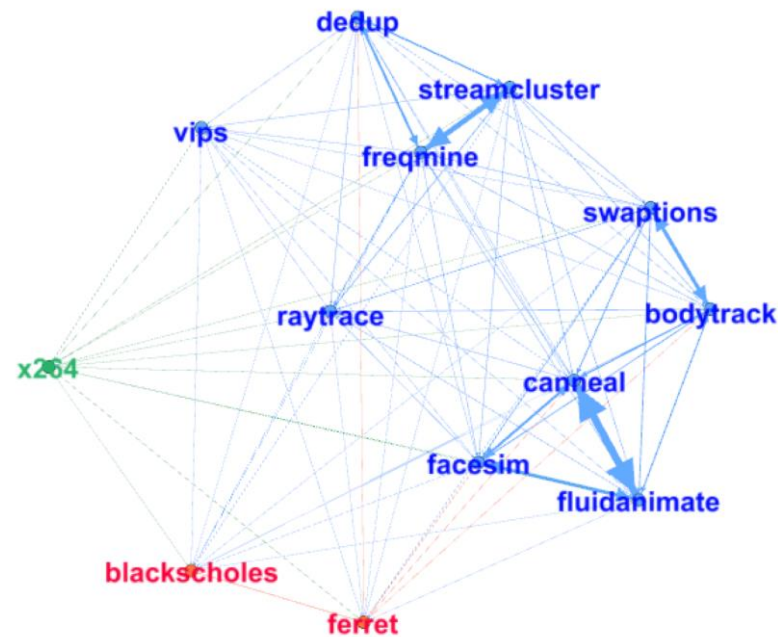 dedup
streamcluster
vips
freqmine
swaptions
raytrace
bodytrack
x264
canneal
facesim
fluidanimate
blackscholes
ferret